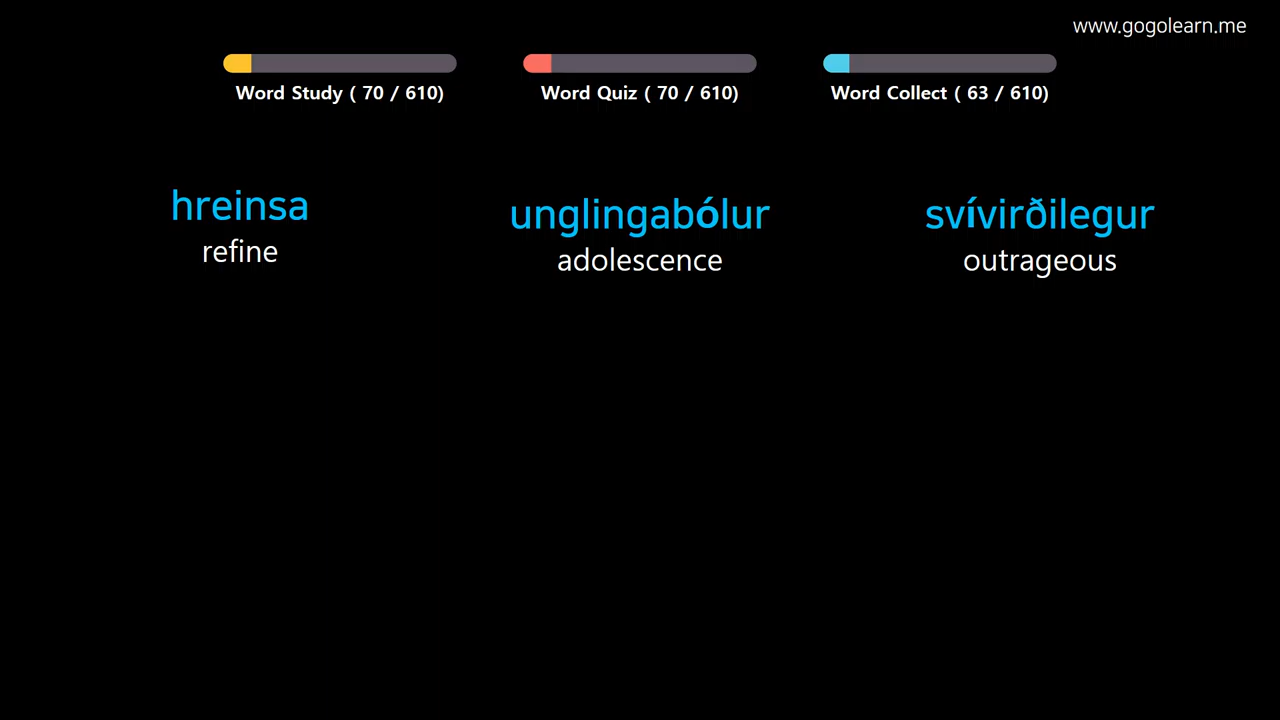 www.gogolearn.me
Word Study ( 70 / 610)
Word Quiz ( 70 / 610)
Word Collect ( 63 / 610)
hreinsa
refine
unglingabólur
adolescence
svívirðilegur
outrageous